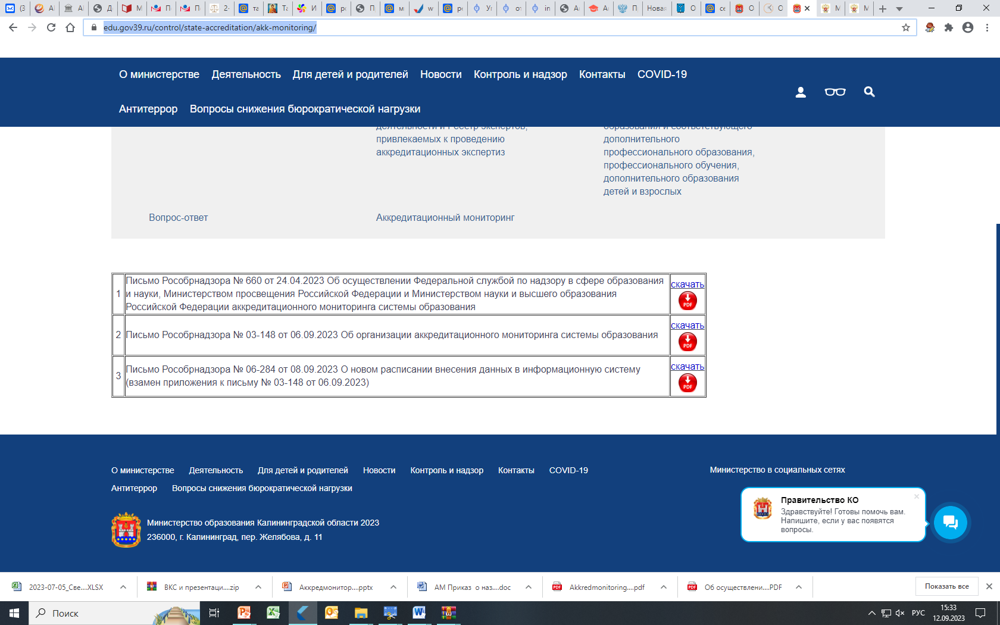 edu.gov39.ru/control/state-accreditation/akk-monitoring/
О министерстве Деятельность Для детей и родителей Новости Контроль и надзор Контакты COVID-19
Антитеррор Вопросы снижения бюрократической нагрузки
деятельности и Реестр экспертов,
привлекаемых к проведению
аккредитационных экспертиз
образования и соответствующего
дополнительного
профессионального образования,
профессионального обучения,
дополнительного образования
детей и взрослых
Вопрос-ответ Аккредитационный мониторинг
1 Письмо Рособрнадзора № 660 от 24.04.2023 Об осуществлении Федеральной службой по надзору в сфере образования
и науки, Министерством просвещения Российской Федерации и Министерством науки и высшего образования
Российской Федерации аккредитационного мониторинга системы образования
скачать
PDF
2 Письмо Рособрнадзора № 03-148 от 06.09.2023 Об организации аккредитационного мониторинга системы образования
скачать
PDF
3 Письмо Рособрнадзора № 06-284 от 08.09.2023 О новом расписании внесения данных в информационную систему
(взамен приложения к письму № 03-148 от 06.09.2023)
скачать
PDF
О министерстве Деятельность Для детей и родителей Новости Контроль и надзор Контакты COVID-19
Антитеррор Вопросы снижения бюрократической нагрузки
Министерство образования Калининградской области 2023
236000, г. Калининград, пер. Желябова, д. 11
Министерство в социальных сетях
Правительство КО
Здравствуйте! Готовы помочь вам.
Напишите, если у вас появятся
вопросы.
2023-07-05_Све....XLSX ВКС и презентаци....zip Аккредмонитор....pptx АМ Приказ о наз....doc Akkredmonitoring....pdf Об осуществлени....PDF Показать все
Поиск
РУС
15:33
12.09.2023